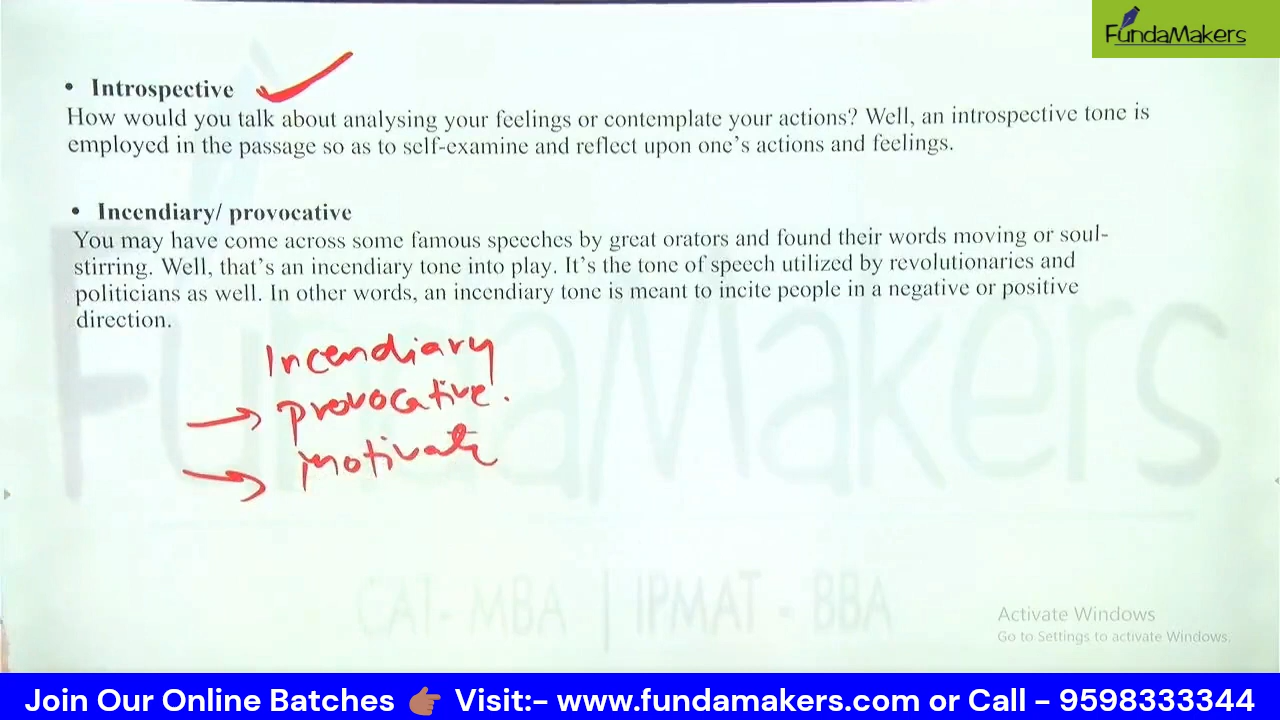 FundaMakers
• Introspective
How would you talk about analysing your feelings or contemplate your actions? Well, an introspective tone is
employed in the passage so as to self-examine and reflect upon one's actions and feelings.
• Incendiary/ provocative
You may have come across some famous speeches by great orators and found their words moving or soul-
stirring. Well, that's an incendiary tone into play. It's the tone of speech utilized by revolutionaries and
politicians as well. In other words, an incendiary tone is meant to incite people in a negative or positive
direction.
Incendiary
→ provocative.
→ motivate
FundaMakers
CAT-MBA | IPMAT - BBA
Activate Windows
Go to Settings to activate Windows.
Join Our Online Batches 👉🏽 Visit:- www.fundamakers.com or Call - 9598333344